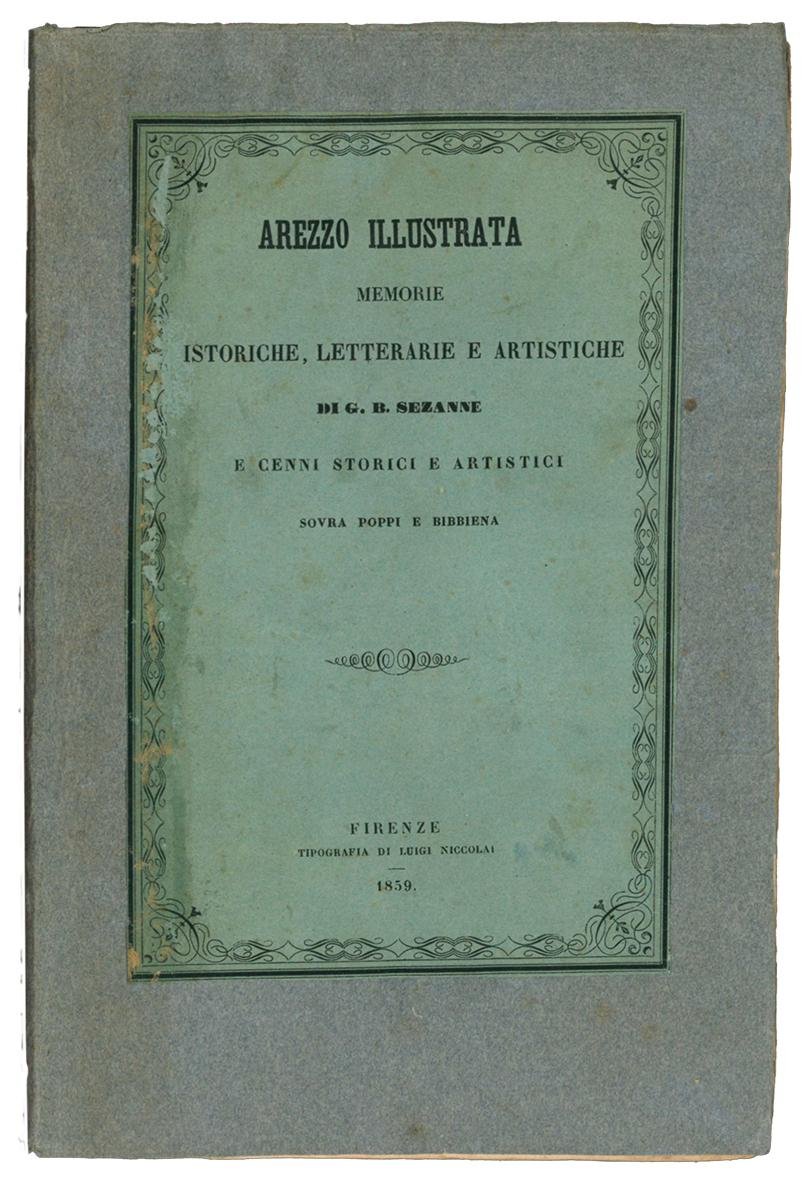 AREZZO ILLUSTRATA
MEMORIE
ISTORICHE, LETTERARIE E ARTISTICHE
DI G. B. SEZANNE
E CENNI STORICI E ARTISTICI
SOVRA POPPI E BIBBIENA
FIRENZE
TIPOGRAFIA DI LUIGI NICCOLAI
1859.